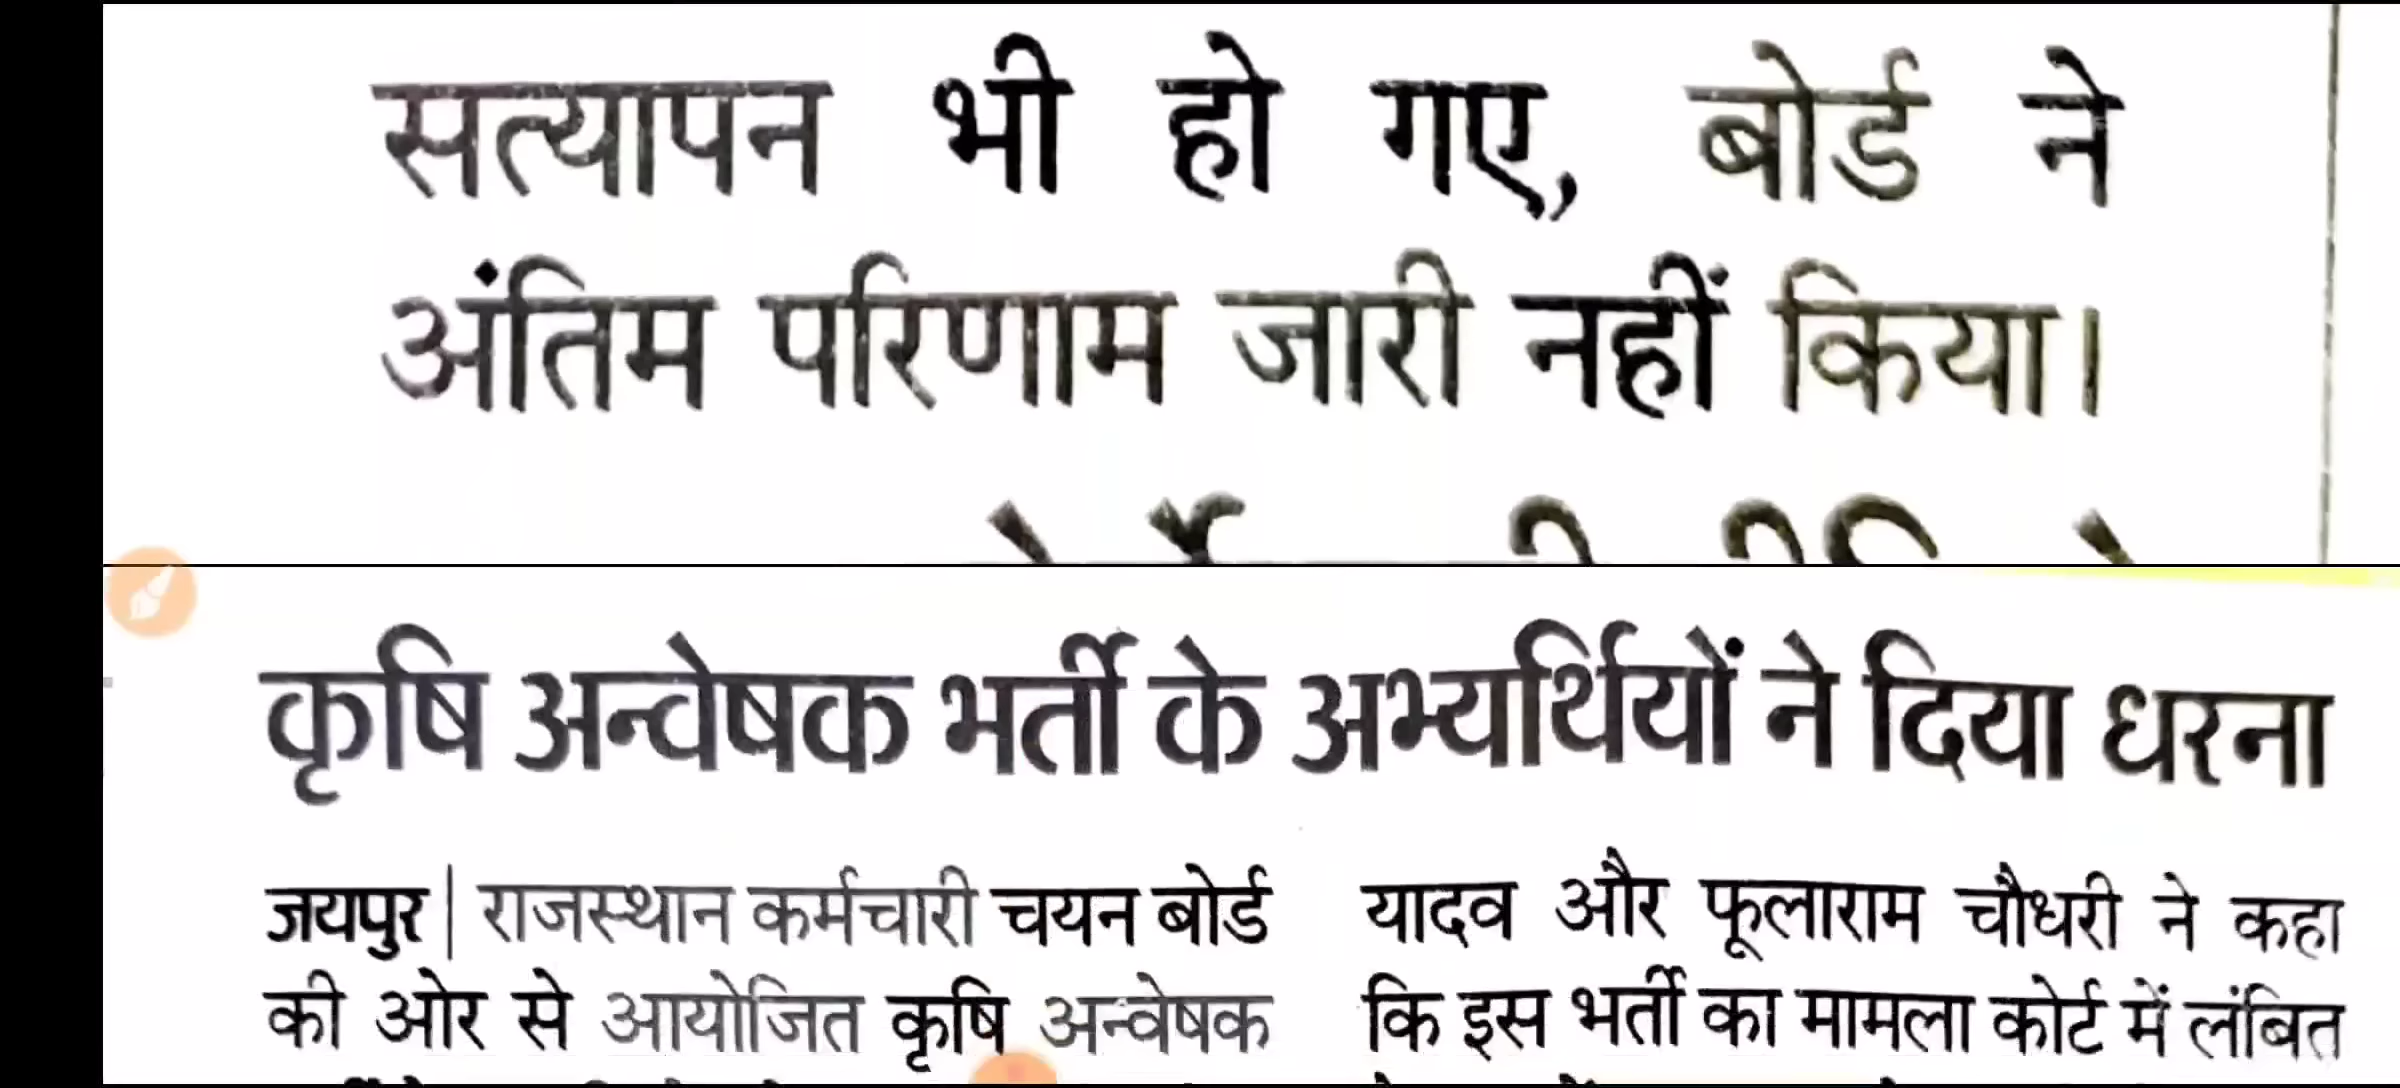 सत्यापन भी हो गए, बोर्ड ने
अंतिम परिणाम जारी नहीं किया।
कृषि अन्वेषक भर्ती के अभ्यर्थियों ने दिया धरना
जयपुर | राजस्थान कर्मचारी चयन बोर्ड
की ओर से आयोजित कृषि अन्वेषक
यादव और फूलाराम चौधरी ने कहा
कि इस भर्ती का मामला कोर्ट में लंबित